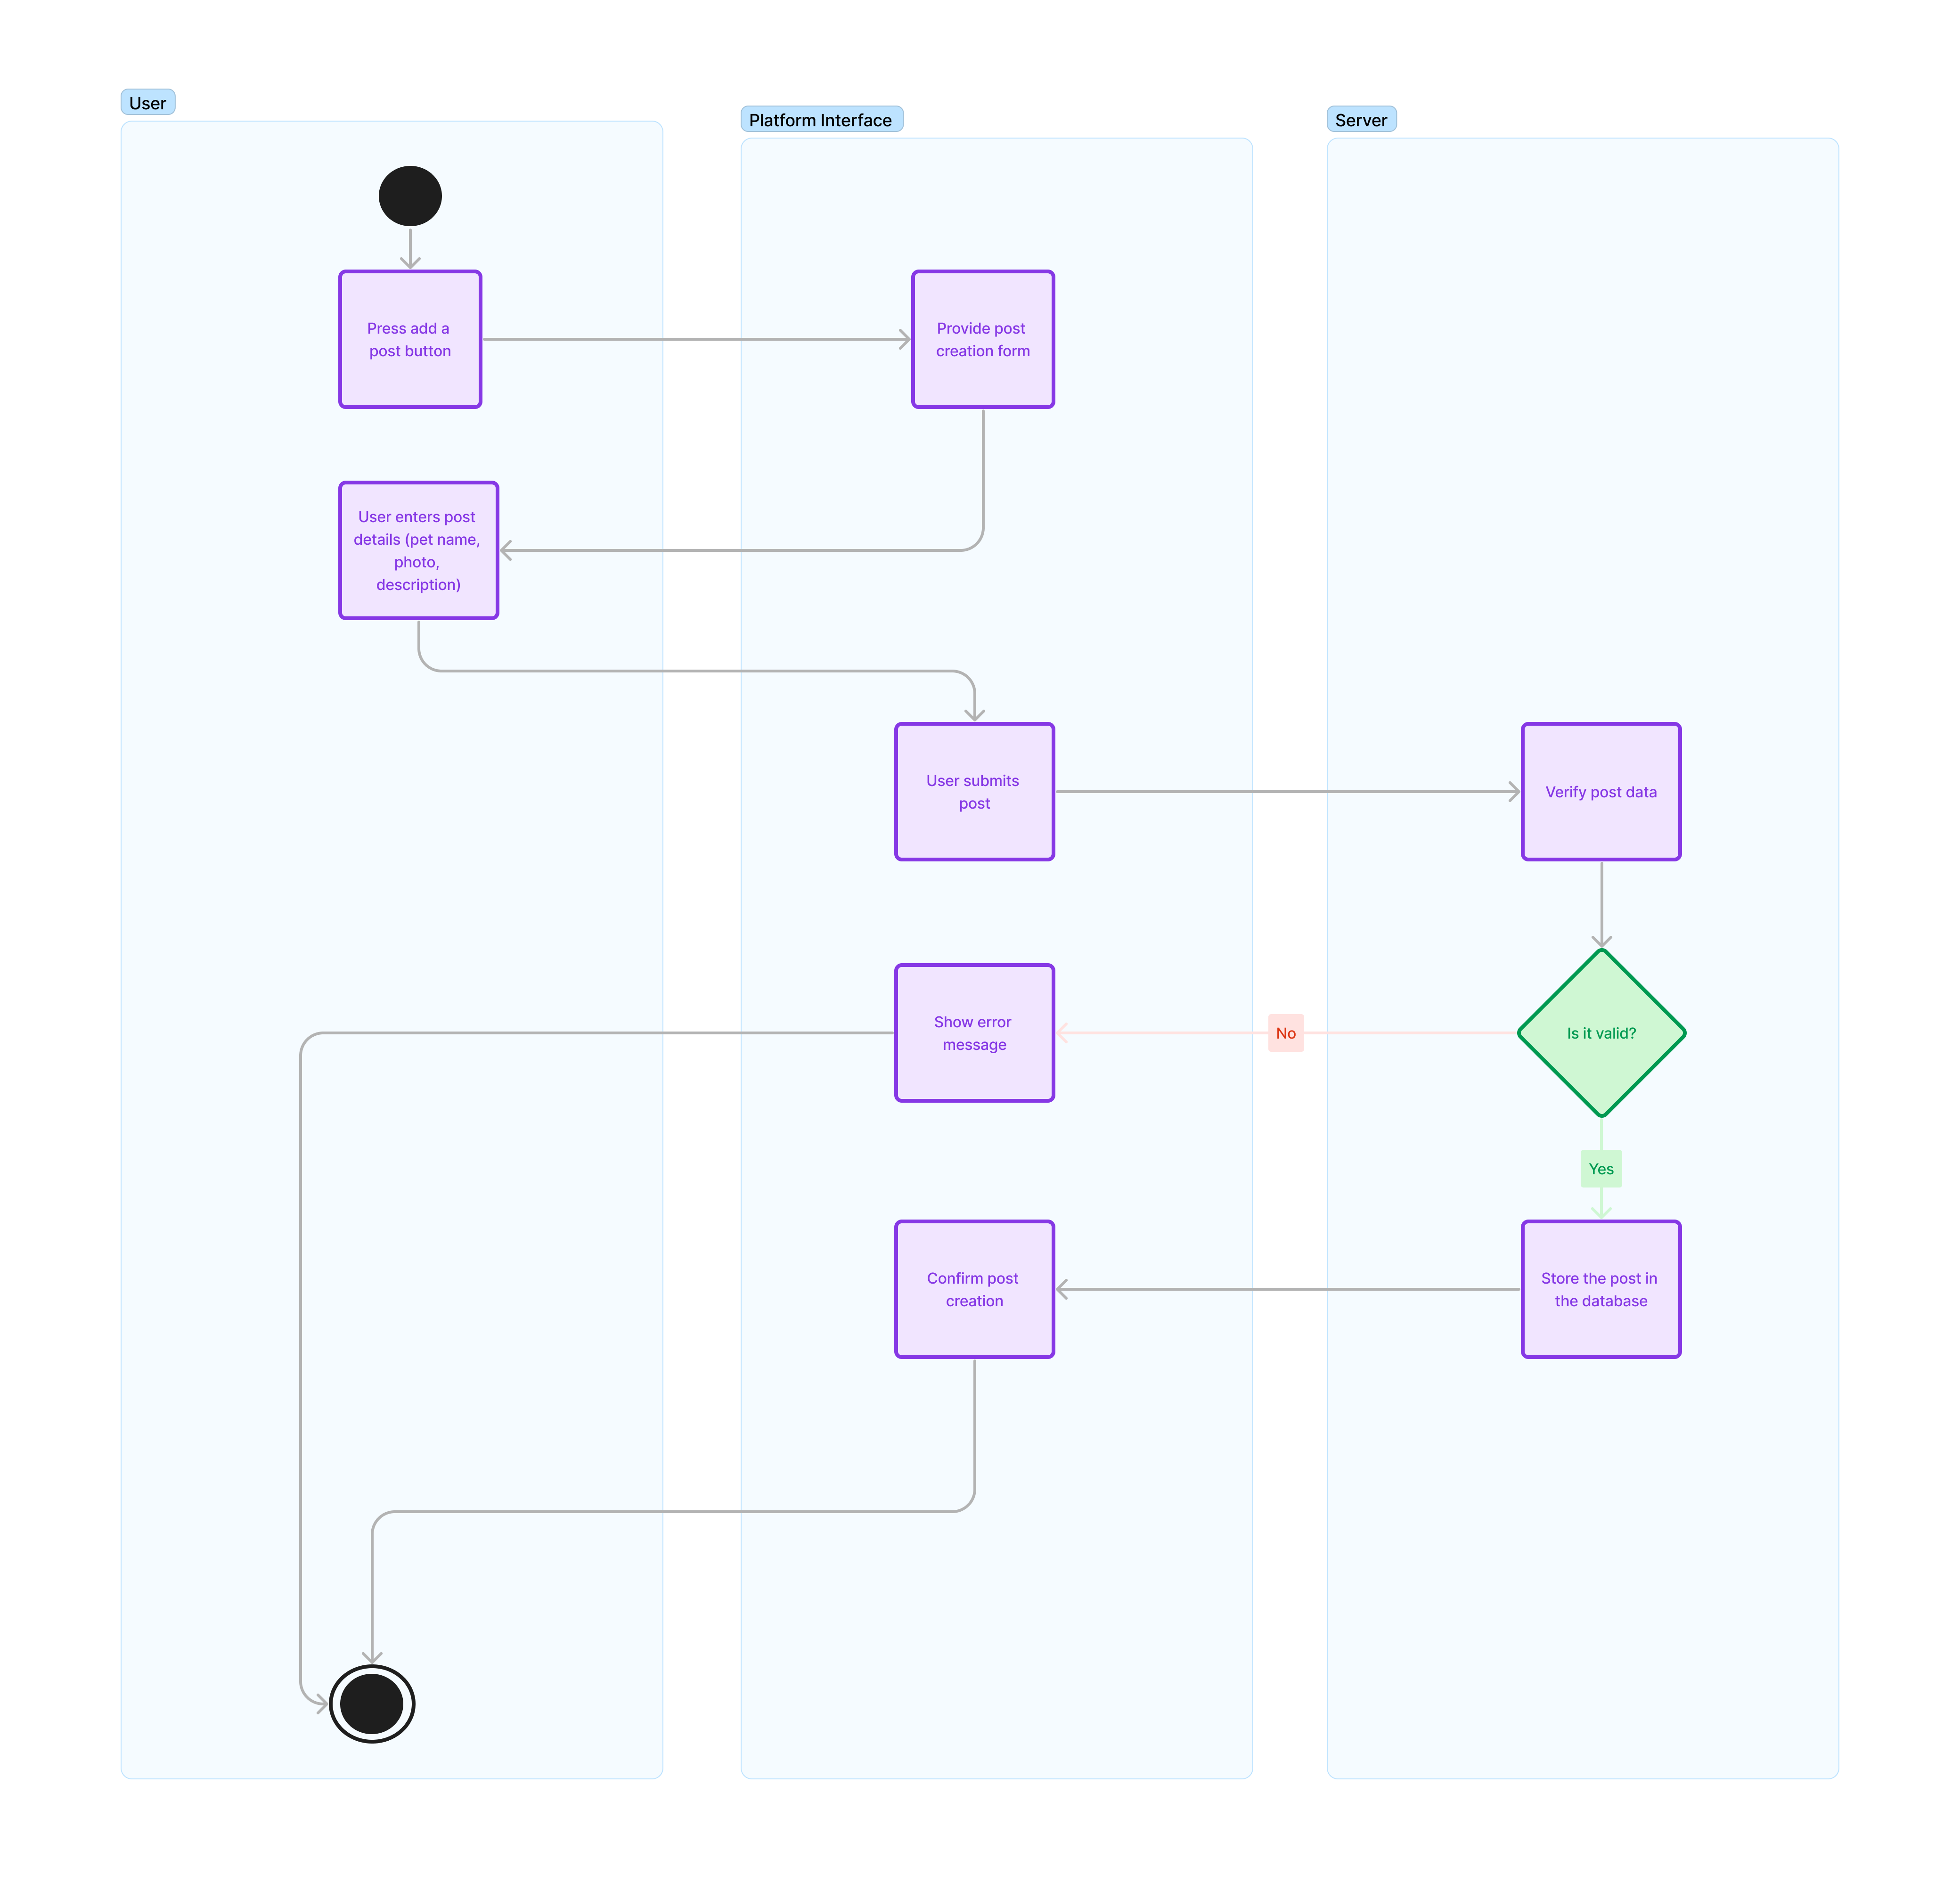 User
Platform Interface
Server
Press add a
post button
Provide post
creation form
User enters post
details (pet name,
photo,
description)
User submits
post
Verify post data
Show error
message
No
Is it valid?
Yes
Confirm post
creation
Store the post in
the database